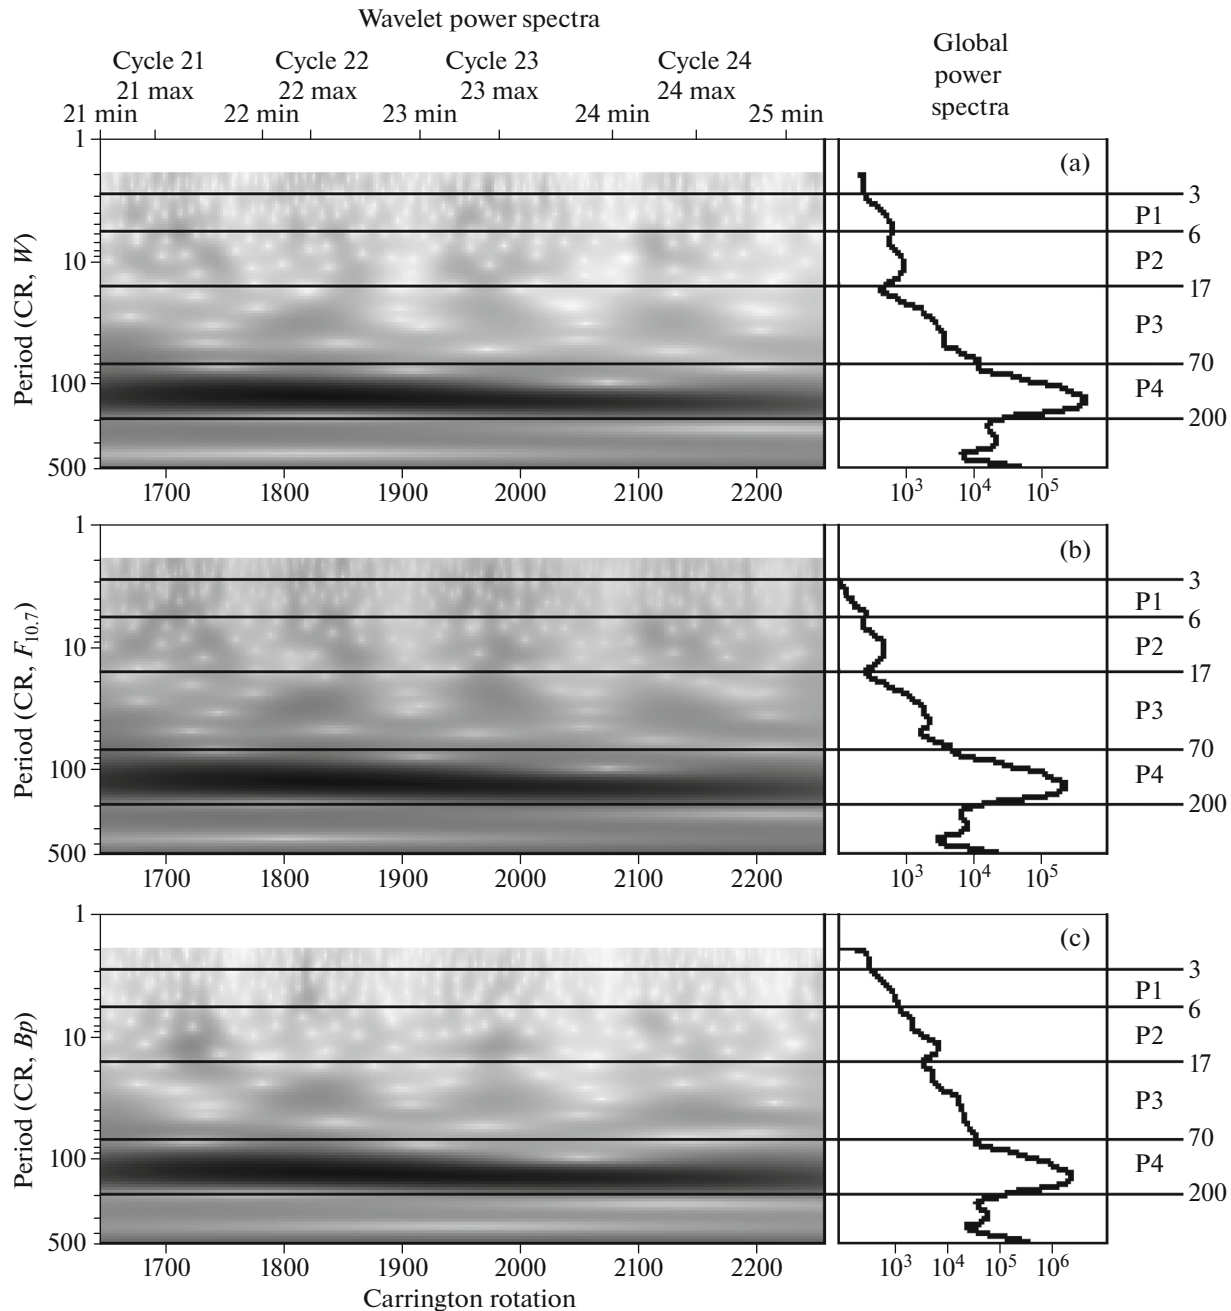 Wavelet power spectra
Global
power
spectra
Cycle 21
Cycle 22
Cycle 23
Cycle 24
21 max
22 max
23 max
24 max
21 min
22 min
23 min
24 min
25 min
Period (CR, W)
1
10
100
500
(a)
3
P1
6
P2
17
P3
70
P4
200
1700 1800 1900 2000 2100 2200
10³ 10⁴ 10⁵
Period (CR, F10.7)
1
10
100
500
(b)
3
P1
6
P2
17
P3
70
P4
200
1700 1800 1900 2000 2100 2200
10³ 10⁴ 10⁵
Period (CR, Bp)
1
10
100
500
(c)
3
P1
6
P2
17
P3
70
P4
200
1700 1800 1900 2000 2100 2200
10³ 10⁴ 10⁵ 10⁶
Carrington rotation